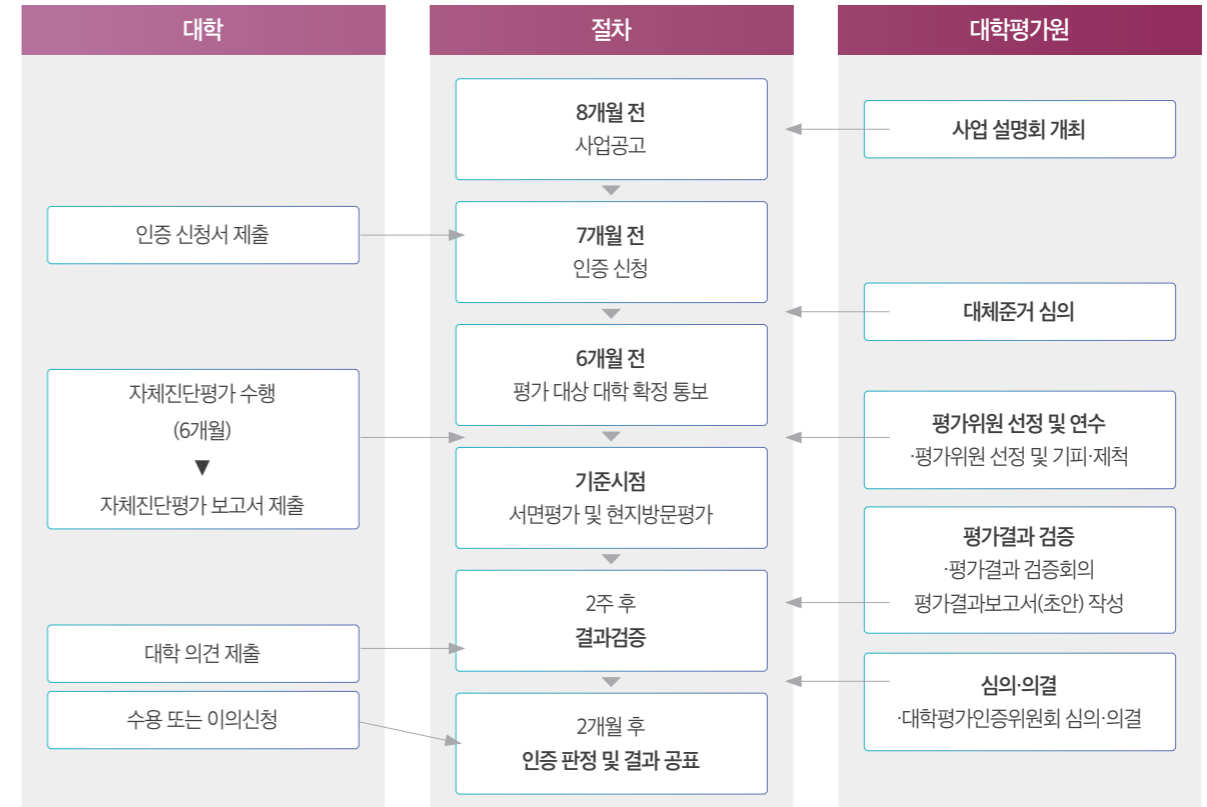 대학
절차
대학평가원
8개월 전
사업공고
사업 설명회 개최
인증 신청서 제출
7개월 전
인증 신청
대체준거 심의
6개월 전
평가 대상 대학 확정 통보
자체진단평가 수행
(6개월)
▼
자체진단평가 보고서 제출
평가위원 선정 및 연수
·평가위원 선정 및 기피·제척
기준시점
서면평가 및 현지방문평가
평가결과 검증
·평가결과 검증회의
평가결과보고서(초안) 작성
2주 후
결과검증
대학 의견 제출
심의·의결
·대학평가인증위원회 심의·의결
수용 또는 이의신청
2개월 후
인증 판정 및 결과 공표